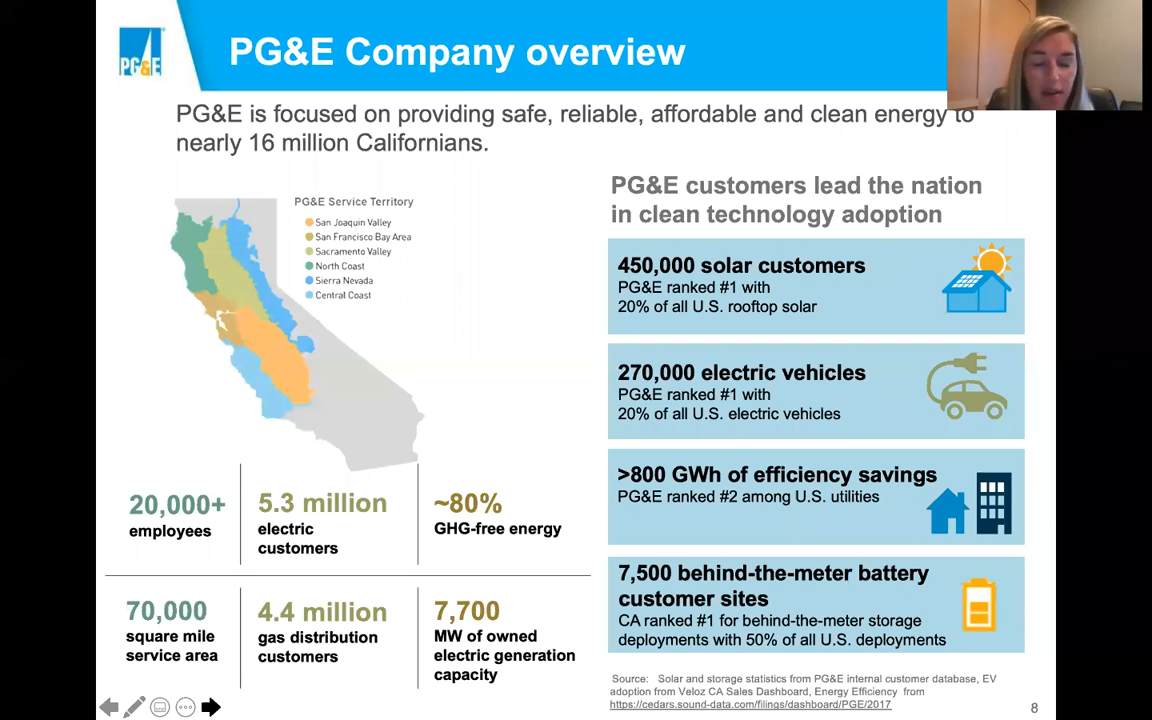 PG&E
PG&E Company overview
PG&E is focused on providing safe, reliable, affordable and clean energy to
nearly 16 million Californians.
PG&E Service Territory
San Joaquin Valley
San Francisco Bay Area
Sacramento Valley
North Coast
Sierra Nevada
Central Coast
20,000+
employees
5.3 million
electric
customers
~80%
GHG-free energy
70,000
square mile
service area
4.4 million
gas distribution
customers
7,700
MW of owned
electric generation
capacity
PG&E customers lead the nation
in clean technology adoption
450,000 solar customers
PG&E ranked #1 with
20% of all U.S. rooftop solar
270,000 electric vehicles
PG&E ranked #1 with
20% of all U.S. electric vehicles
>800 GWh of efficiency savings
PG&E ranked #2 among U.S. utilities
7,500 behind-the-meter battery
customer sites
CA ranked #1 for behind-the-meter storage
deployments with 50% of all U.S. deployments
Source: Solar and storage statistics from PG&E internal customer database, EV
adoption from Veloz CA Sales Dashboard, Energy Efficiency from
https://cedars.sound-data.com/filings/dashboard/PGE/2017
8